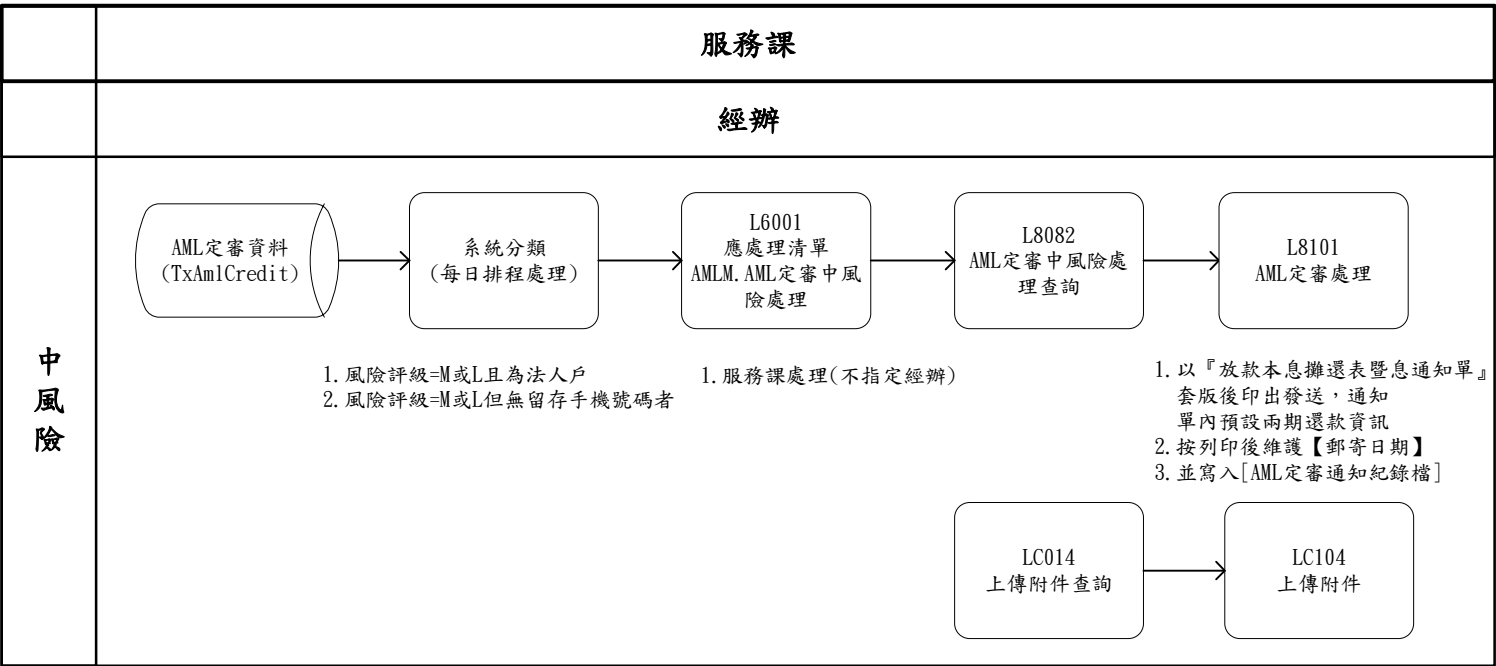 服務課
經辦
中
風
險
AML定審資料
(TxAmlCredit)
系統分類
(每日排程處理)
L6001
應處理清單
AMLM.AML定審中風
險處理
L8082
AML定審中風險處
理查詢
L8101
AML定審處理
1.風險評級=M或L且為法人戶
2.風險評級=M或L但無留存手機號碼者
1.服務課處理(不指定經辦)
1.以『放款本息攤還表暨息通知單』
套版後印出發送，通知
單內預設兩期還款資訊
2.按列印後維護【郵寄日期】
3.並寫入[AML定審通知紀錄檔]
LC014
上傳附件查詢
LC104
上傳附件